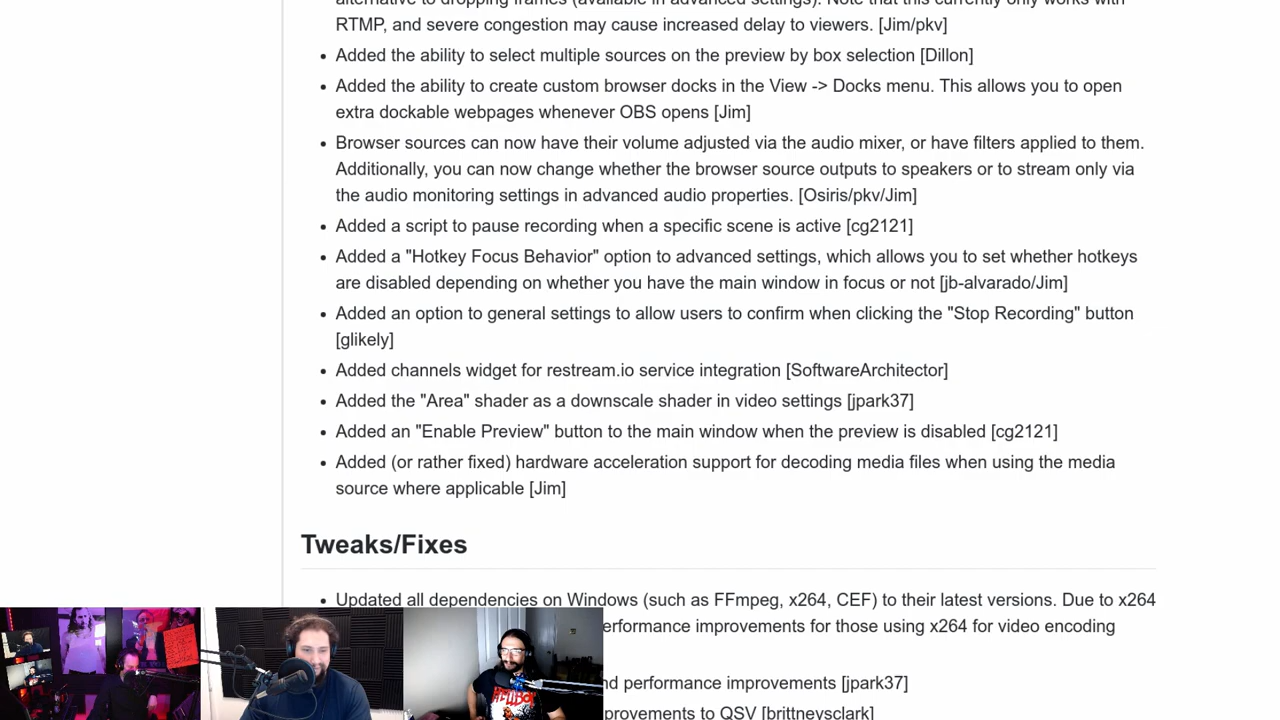 alternative to dropping frames (available in advanced settings). Note that this currently only works with
RTMP, and severe congestion may cause increased delay to viewers. [Jim/pkv]
• Added the ability to select multiple sources on the preview by box selection [Dillon]
• Added the ability to create custom browser docks in the View -> Docks menu. This allows you to open
extra dockable webpages whenever OBS opens [Jim]
• Browser sources can now have their volume adjusted via the audio mixer, or have filters applied to them.
Additionally, you can now change whether the browser source outputs to speakers or to stream only via
the audio monitoring settings in advanced audio properties. [Osiris/pkv/Jim]
• Added a script to pause recording when a specific scene is active [cg2121]
• Added a "Hotkey Focus Behavior" option to advanced settings, which allows you to set whether hotkeys
are disabled depending on whether you have the main window in focus or not [jb-alvarado/Jim]
• Added an option to general settings to allow users to confirm when clicking the "Stop Recording" button
[glikely]
• Added channels widget for restream.io service integration [SoftwareArchitector]
• Added the "Area" shader as a downscale shader in video settings [jpark37]
• Added an "Enable Preview" button to the main window when the preview is disabled [cg2121]
• Added (or rather fixed) hardware acceleration support for decoding media files when using the media
source where applicable [Jim]
Tweaks/Fixes
• Updated all dependencies on Windows (such as FFmpeg, x264, CEF) to their latest versions. Due to x264
erformance improvements for those using x264 for video encoding
nd performance improvements [jpark37]
provements to QSV [brittneysclark]